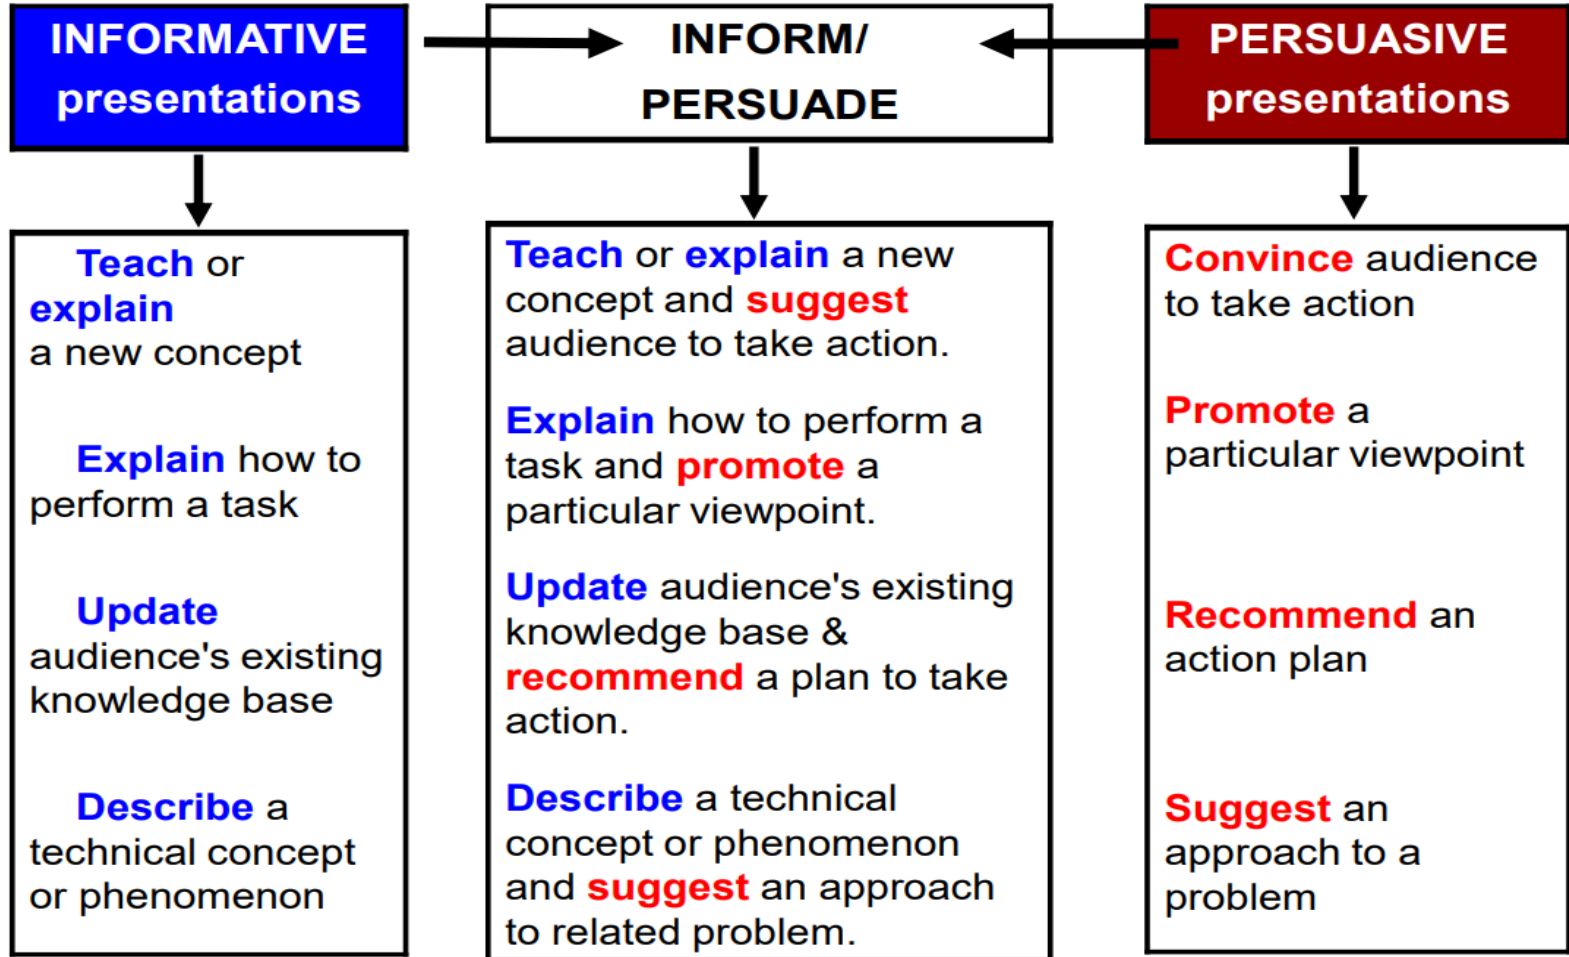 INFORMATIVE
presentations
INFORM/
PERSUADE
PERSUASIVE
presentations
Teach or
explain
a new concept
Explain how to
perform a task
Update
audience's existing
knowledge base
Describe a
technical concept
or phenomenon
Teach or explain a new
concept and suggest
audience to take action.
Explain how to perform a
task and promote a
particular viewpoint.
Update audience's existing
knowledge base &
recommend a plan to take
action.
Describe a technical
concept or phenomenon
and suggest an approach
to related problem.
Convince audience
to take action
Promote a
particular viewpoint
Recommend an
action plan
Suggest an
approach to a
problem